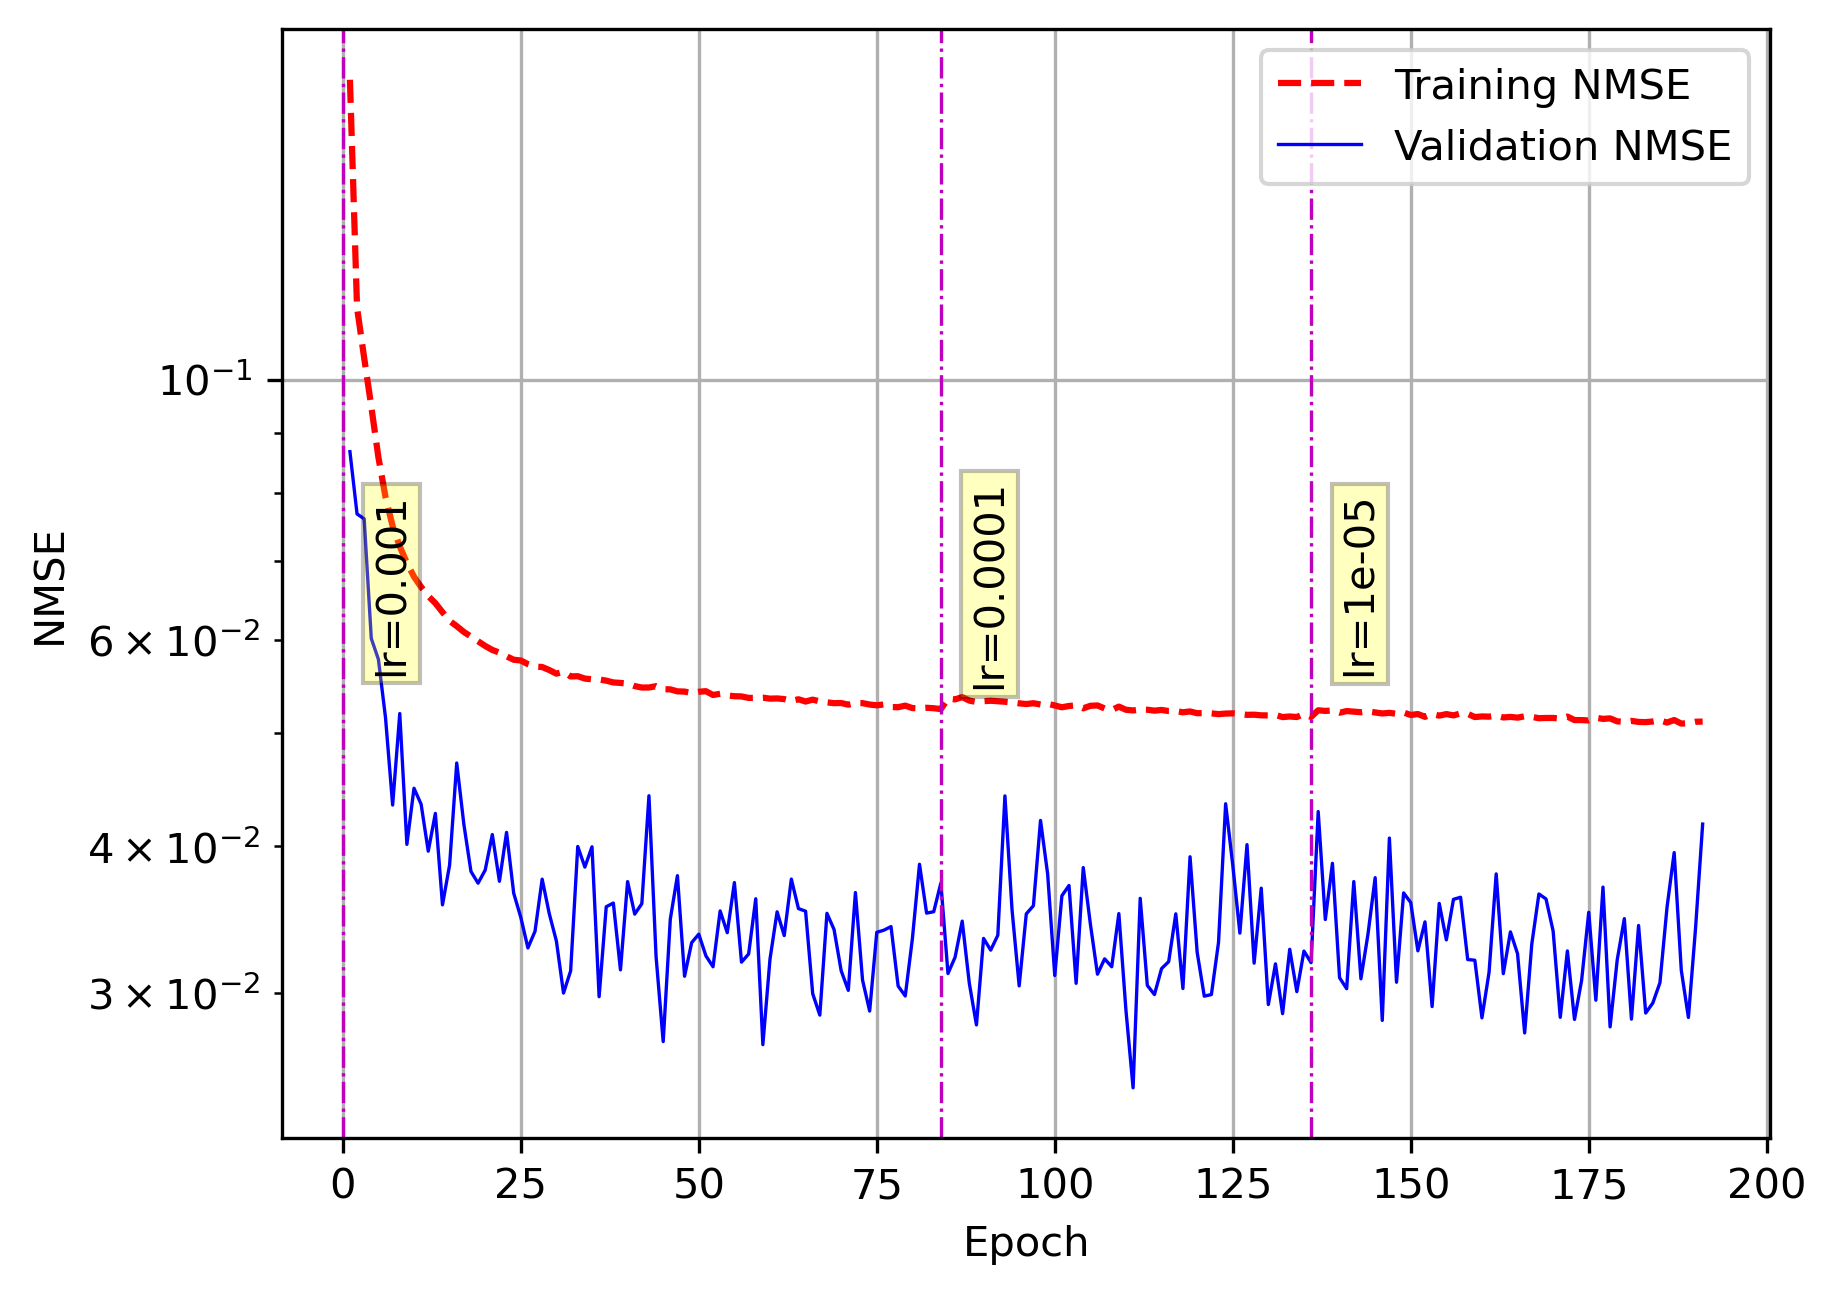 Training NMSE
Validation NMSE
10⁻¹
6 × 10⁻²
4 × 10⁻²
3 × 10⁻²
NMSE
lr=0.001
lr=0.0001
lr=1e-05
0 25 50 75 100 125 150 175 200
Epoch